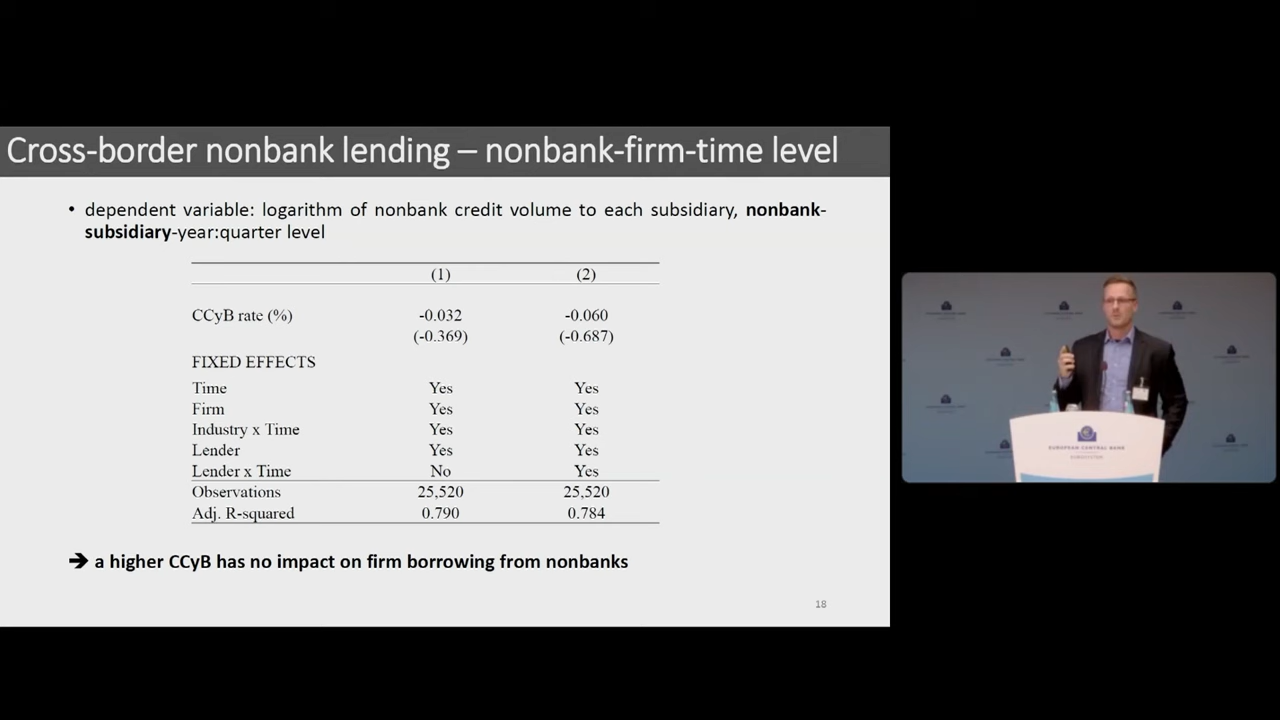 Cross-border nonbank lending – nonbank-firm-time level
• dependent variable: logarithm of nonbank credit volume to each subsidiary, nonbank-
subsidiary-year:quarter level
(1) (2)
CCyB rate (%) -0.032 -0.060
(-0.369) (-0.687)
FIXED EFFECTS
Time Yes Yes
Firm Yes Yes
Industry x Time Yes Yes
Lender Yes Yes
Lender x Time No Yes
Observations 25,520 25,520
Adj. R-squared 0.790 0.784
➔ a higher CCyB has no impact on firm borrowing from nonbanks
18
EUROPEAN CENTRAL BANK
EUROSYSTEM